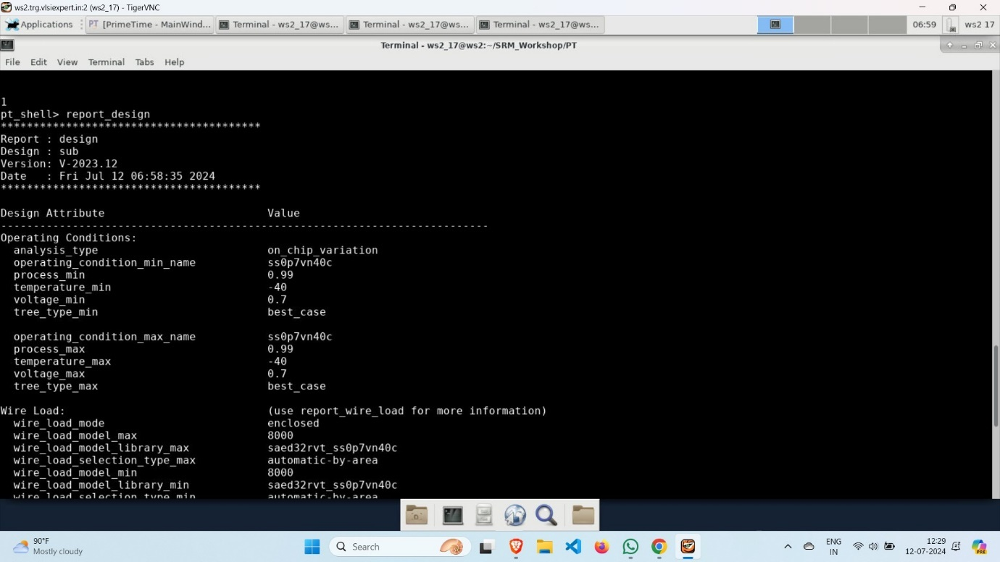 ws2.trg.vlsiexpert.in:2 (ws2_17) - TigerVNC
Applications
PT [PrimeTime - MainWind...
Terminal - ws2_17@ws...
Terminal - ws2_17@ws...
Terminal - ws2_17@ws...
06:59
ws2 17
Terminal - ws2_17@ws2:~/SRM_Workshop/PT
File Edit View Terminal Tabs Help
1
pt_shell> report_design
****************************************
Report : design
Design : sub
Version: V-2023.12
Date   : Fri Jul 12 06:58:35 2024
****************************************
Design Attribute                         Value
---------------------------------------------------------------------------
Operating Conditions:
  analysis_type                          on_chip_variation
  operating_condition_min_name           ss0p7vn40c
  process_min                            0.99
  temperature_min                        -40
  voltage_min                            0.7
  tree_type_min                          best_case
  operating_condition_max_name           ss0p7vn40c
  process_max                            0.99
  temperature_max                        -40
  voltage_max                            0.7
  tree_type_max                          best_case
Wire Load:                               (use report_wire_load for more information)
  wire_load_mode                         enclosed
  wire_load_model_max                    8000
  wire_load_model_library_max            saed32rvt_ss0p7vn40c
  wire_load_selection_type_max           automatic-by-area
  wire_load_model_min                    8000
  wire_load_model_library_min            saed32rvt_ss0p7vn40c
  wire_load_selection_type_min           automatic-by-area
90°F
Mostly cloudy
Search
ENG
IN
12:29
12-07-2024
PRE